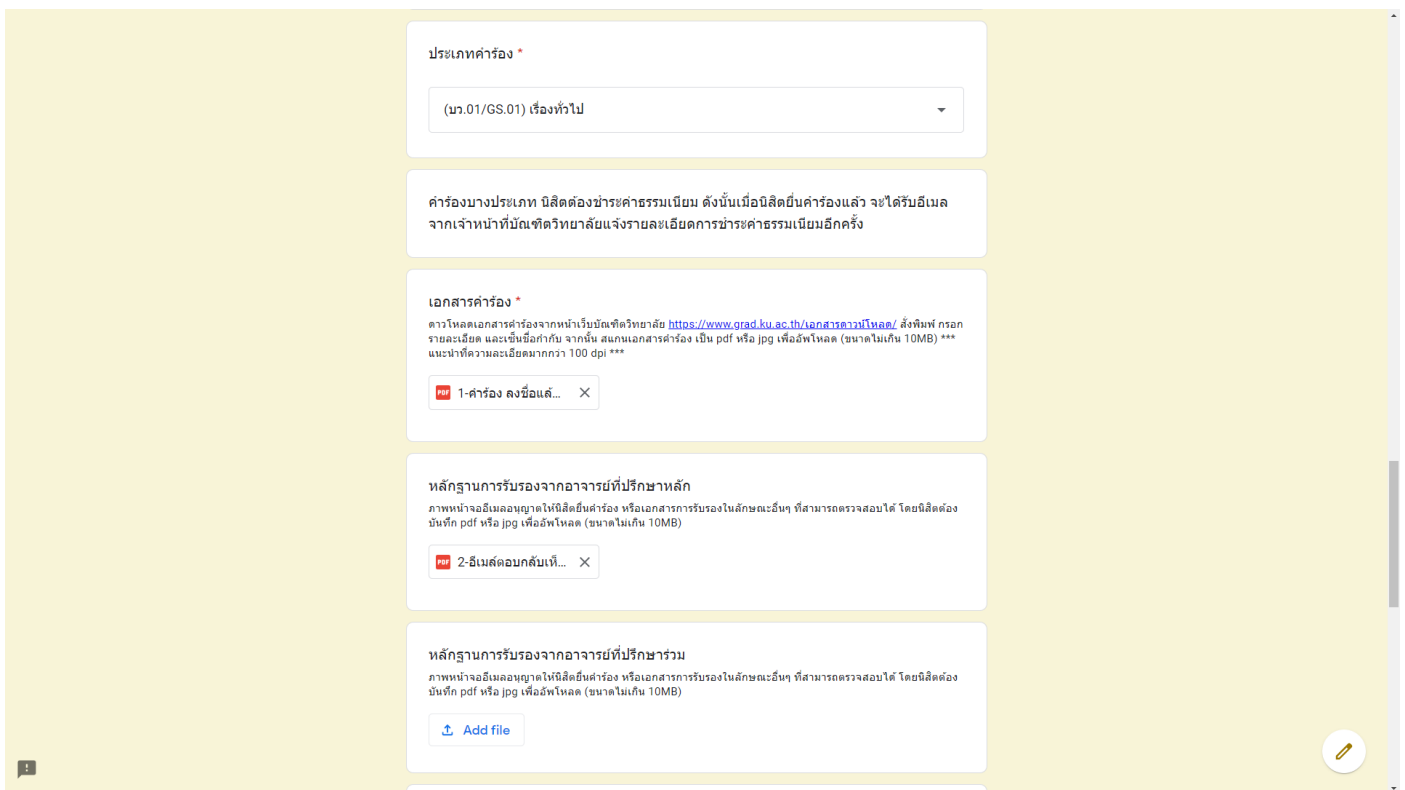 ประเภทคำร้อง *
(บว.01/GS.01) เรื่องทั่วไป
คำร้องบางประเภท นิสิตต้องชำระค่าธรรมเนียม ดังนั้นเมื่อนิสิตยื่นคำร้องแล้ว จะได้รับอีเมล
จากเจ้าหน้าที่บัณฑิตวิทยาลัยแจ้งรายละเอียดการชำระค่าธรรมเนียมอีกครั้ง
เอกสารคำร้อง *
ดาวโหลดเอกสารคำร้องจากหน้าเว็บบัณฑิตวิทยาลัย https://www.grad.ku.ac.th/เอกสารดาวน์โหลด/ สั่งพิมพ์ กรอก
รายละเอียด และเซ็นชื่อกำกับ จากนั้น สแกนเอกสารคำร้อง เป็น pdf หรือ jpg เพื่ออัพโหลด (ขนาดไม่เกิน 10MB) ***
แนะนำที่ความละเอียดมากกว่า 100 dpi ***
PDF 1-คำร้อง ลงชื่อแล้...
หลักฐานการรับรองจากอาจารย์ที่ปรึกษาหลัก
ภาพหน้าจออีเมลอนุญาตให้นิสิตยื่นคำร้อง หรือเอกสารการรับรองในลักษณะอื่นๆ ที่สามารถตรวจสอบได้ โดยนิสิตต้อง
บันทึก pdf หรือ jpg เพื่ออัพโหลด (ขนาดไม่เกิน 10MB)
PDF 2-อีเมล์ตอบกลับเห็...
หลักฐานการรับรองจากอาจารย์ที่ปรึกษาร่วม
ภาพหน้าจออีเมลอนุญาตให้นิสิตยื่นคำร้อง หรือเอกสารการรับรองในลักษณะอื่นๆ ที่สามารถตรวจสอบได้ โดยนิสิตต้อง
บันทึก pdf หรือ jpg เพื่ออัพโหลด (ขนาดไม่เกิน 10MB)
Add file